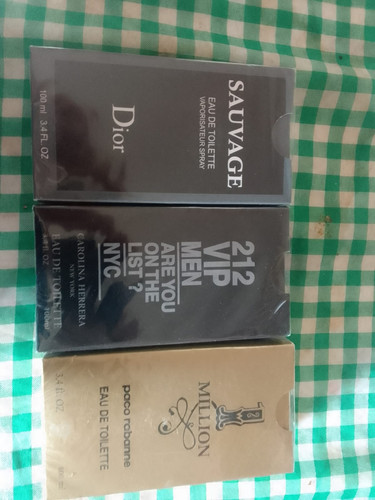 SAUVAGE
EAU DE TOILETTE
VAPORISATEUR SPRAY
Dior
100 ml 3.4 FL. OZ
212
VIP
MEN
ARE YOU
ON THE
LIST ?
NYC
CAROLINA HERRERA
NEW YORK
EAU DE TOILETTE
1
MILLION
paco rabanne
EAU DE TOILETTE
3.4 FL. OZ